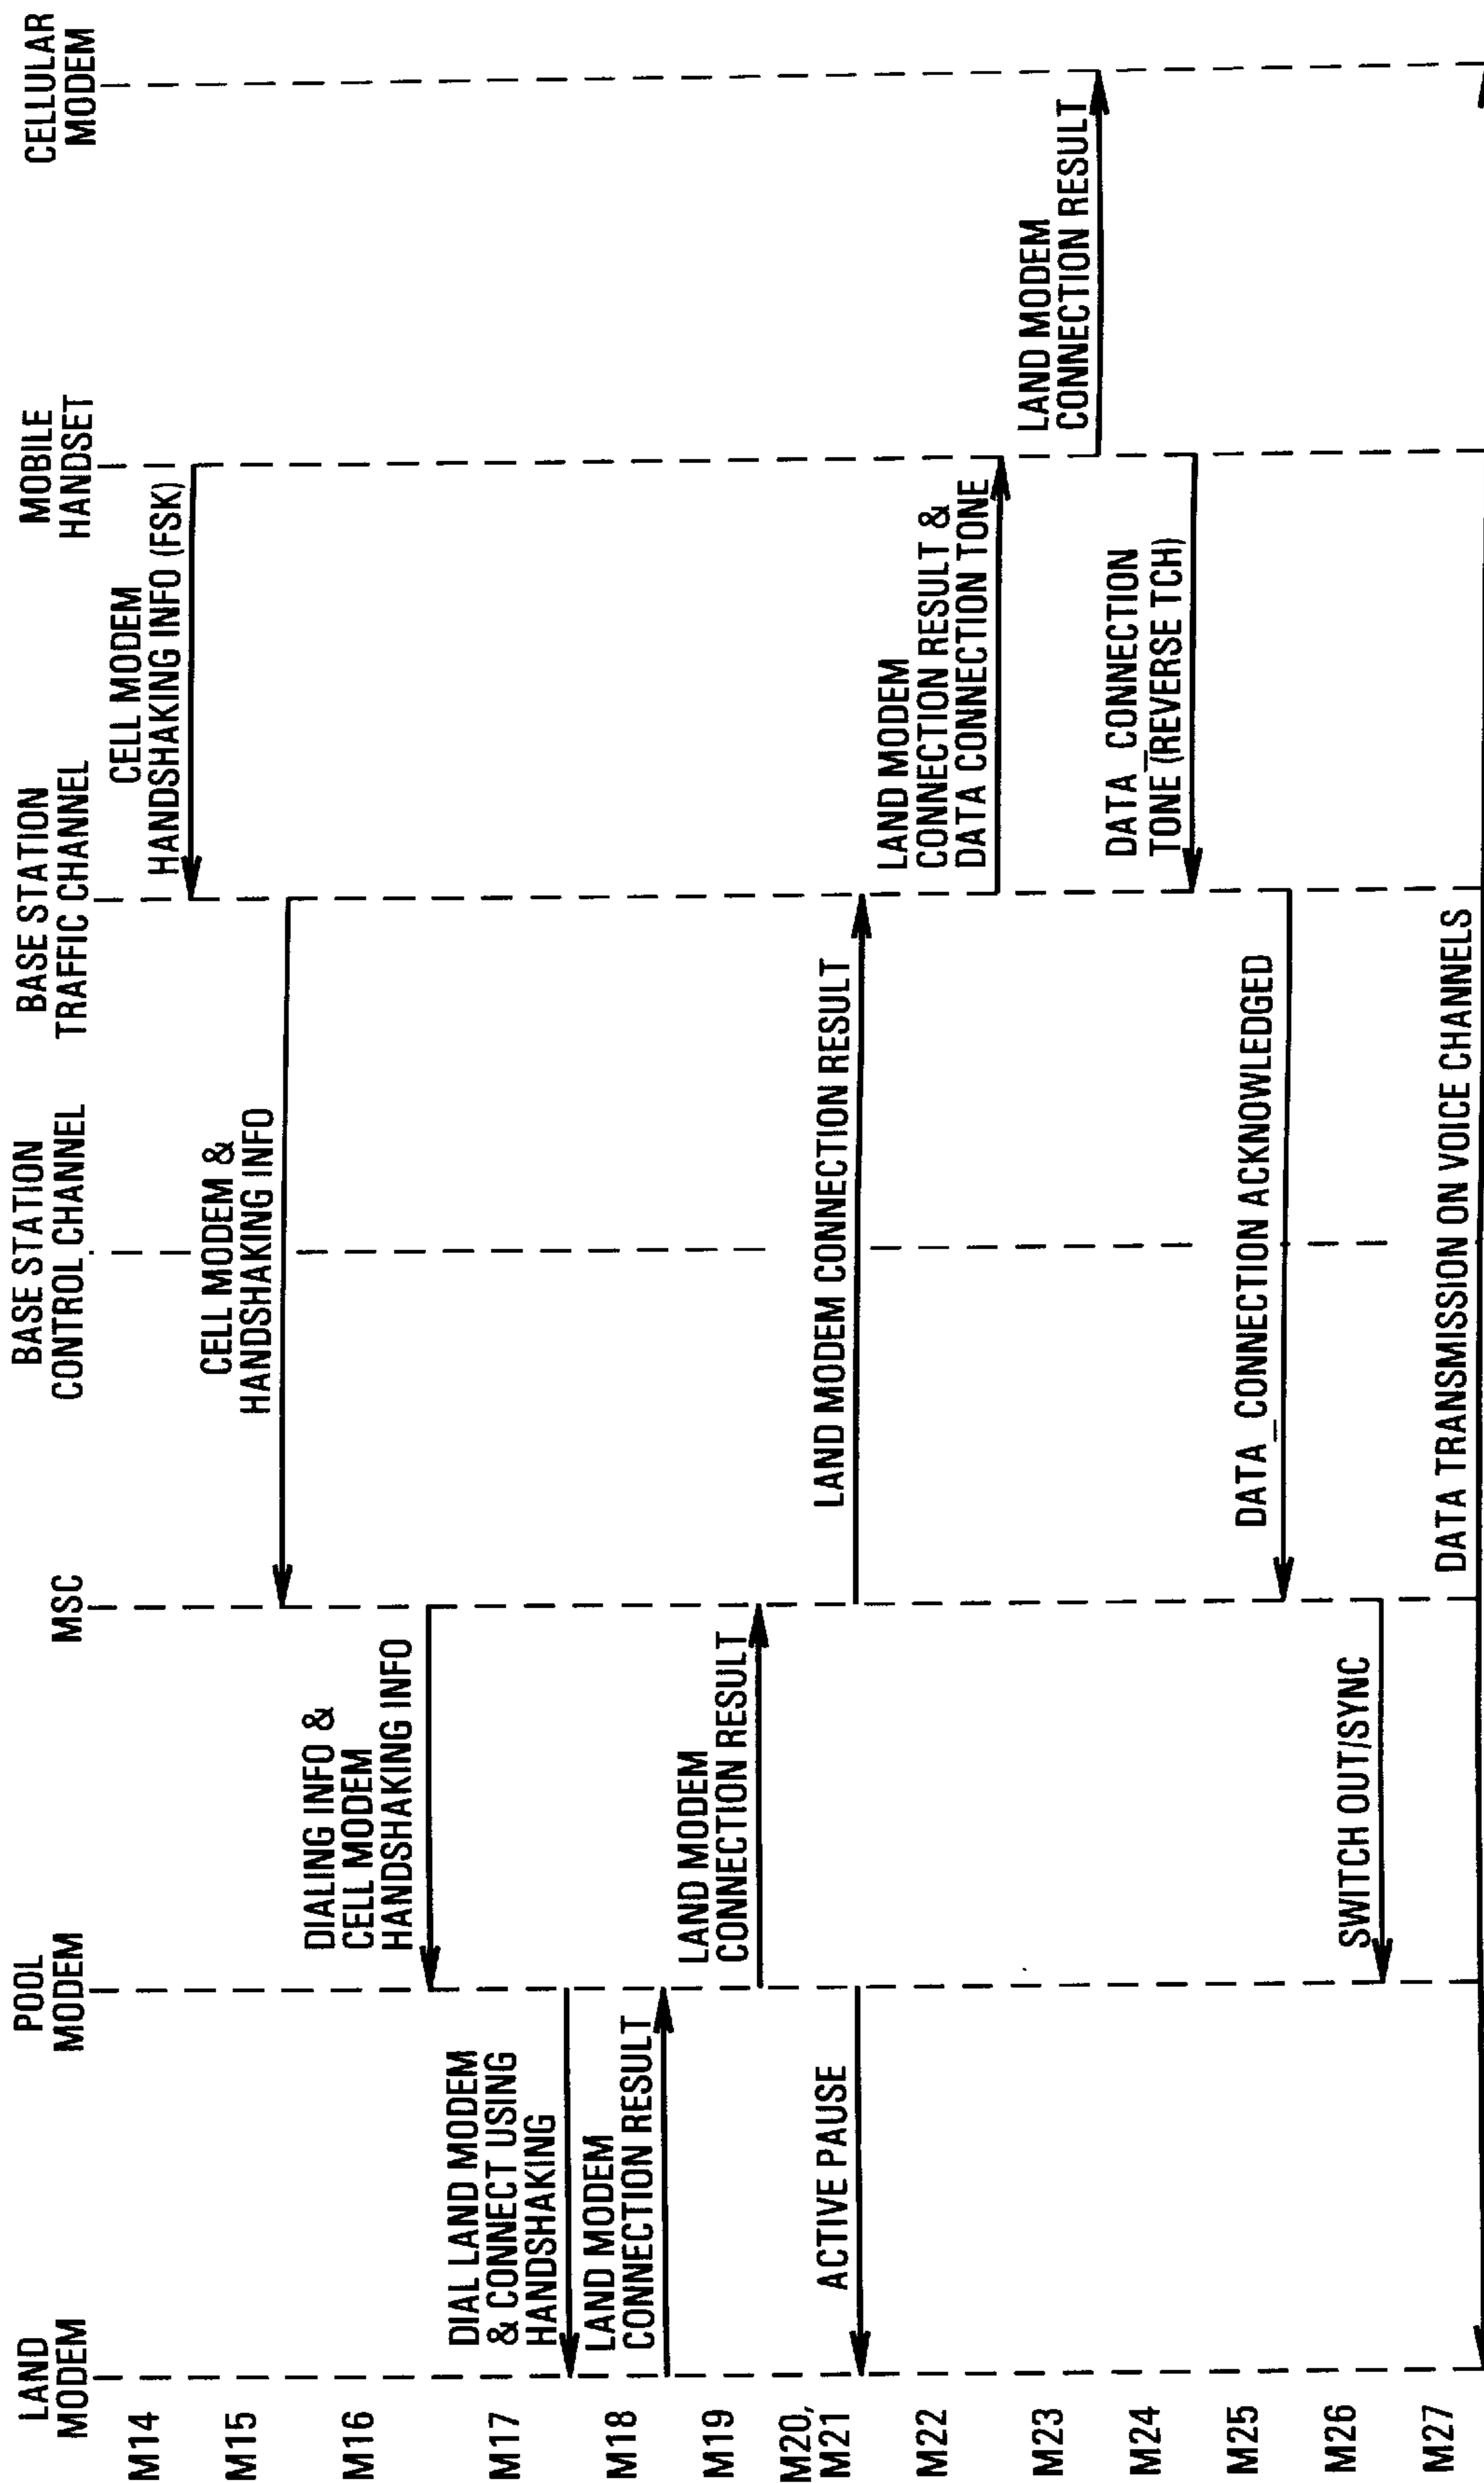 LAND
MODEM
POOL
MODEM
MSC
BASE STATION
CONTROL CHANNEL
BASE STATION
TRAFFIC CHANNEL
MOBILE
HANDSET
CELLULAR
MODEM
M14
CELL MODEM
HANDSHAKING INFO (FSK)
M15
CELL MODEM &
HANDSHAKING INFO
M16
DIALING INFO &
CELL MODEM
HANDSHAKING INFO
M17
DIAL LAND MODEM
& CONNECT USING
HANDSHAKING
M18
LAND MODEM
CONNECTION RESULT
M19
LAND MODEM
CONNECTION RESULT
M20,
M21
ACTIVE PAUSE
LAND MODEM CONNECTION RESULT
M22
LAND MODEM
CONNECTION RESULT &
DATA CONNECTION TONE
M23
LAND MODEM
CONNECTION RESULT
M24
DATA_CONNECTION
TONE (REVERSE TCH)
M25
DATA_CONNECTION ACKNOWLEDGED
M26
SWITCH OUT/SYNC
M27
DATA TRANSMISSION ON VOICE CHANNELS